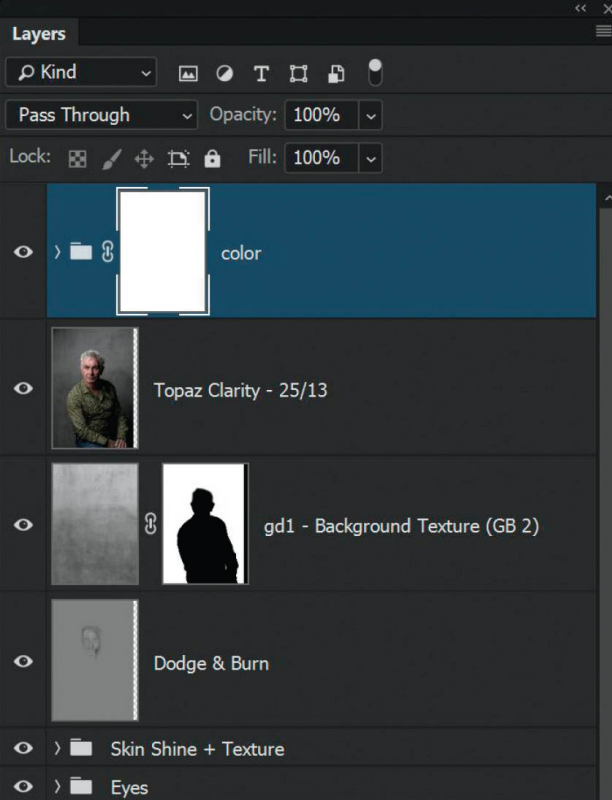 Layers
Kind
Pass Through Opacity: 100%
Lock: Fill: 100%
color
Topaz Clarity - 25/13
gd1 - Background Texture (GB 2)
Dodge & Burn
Skin Shine + Texture
Eyes